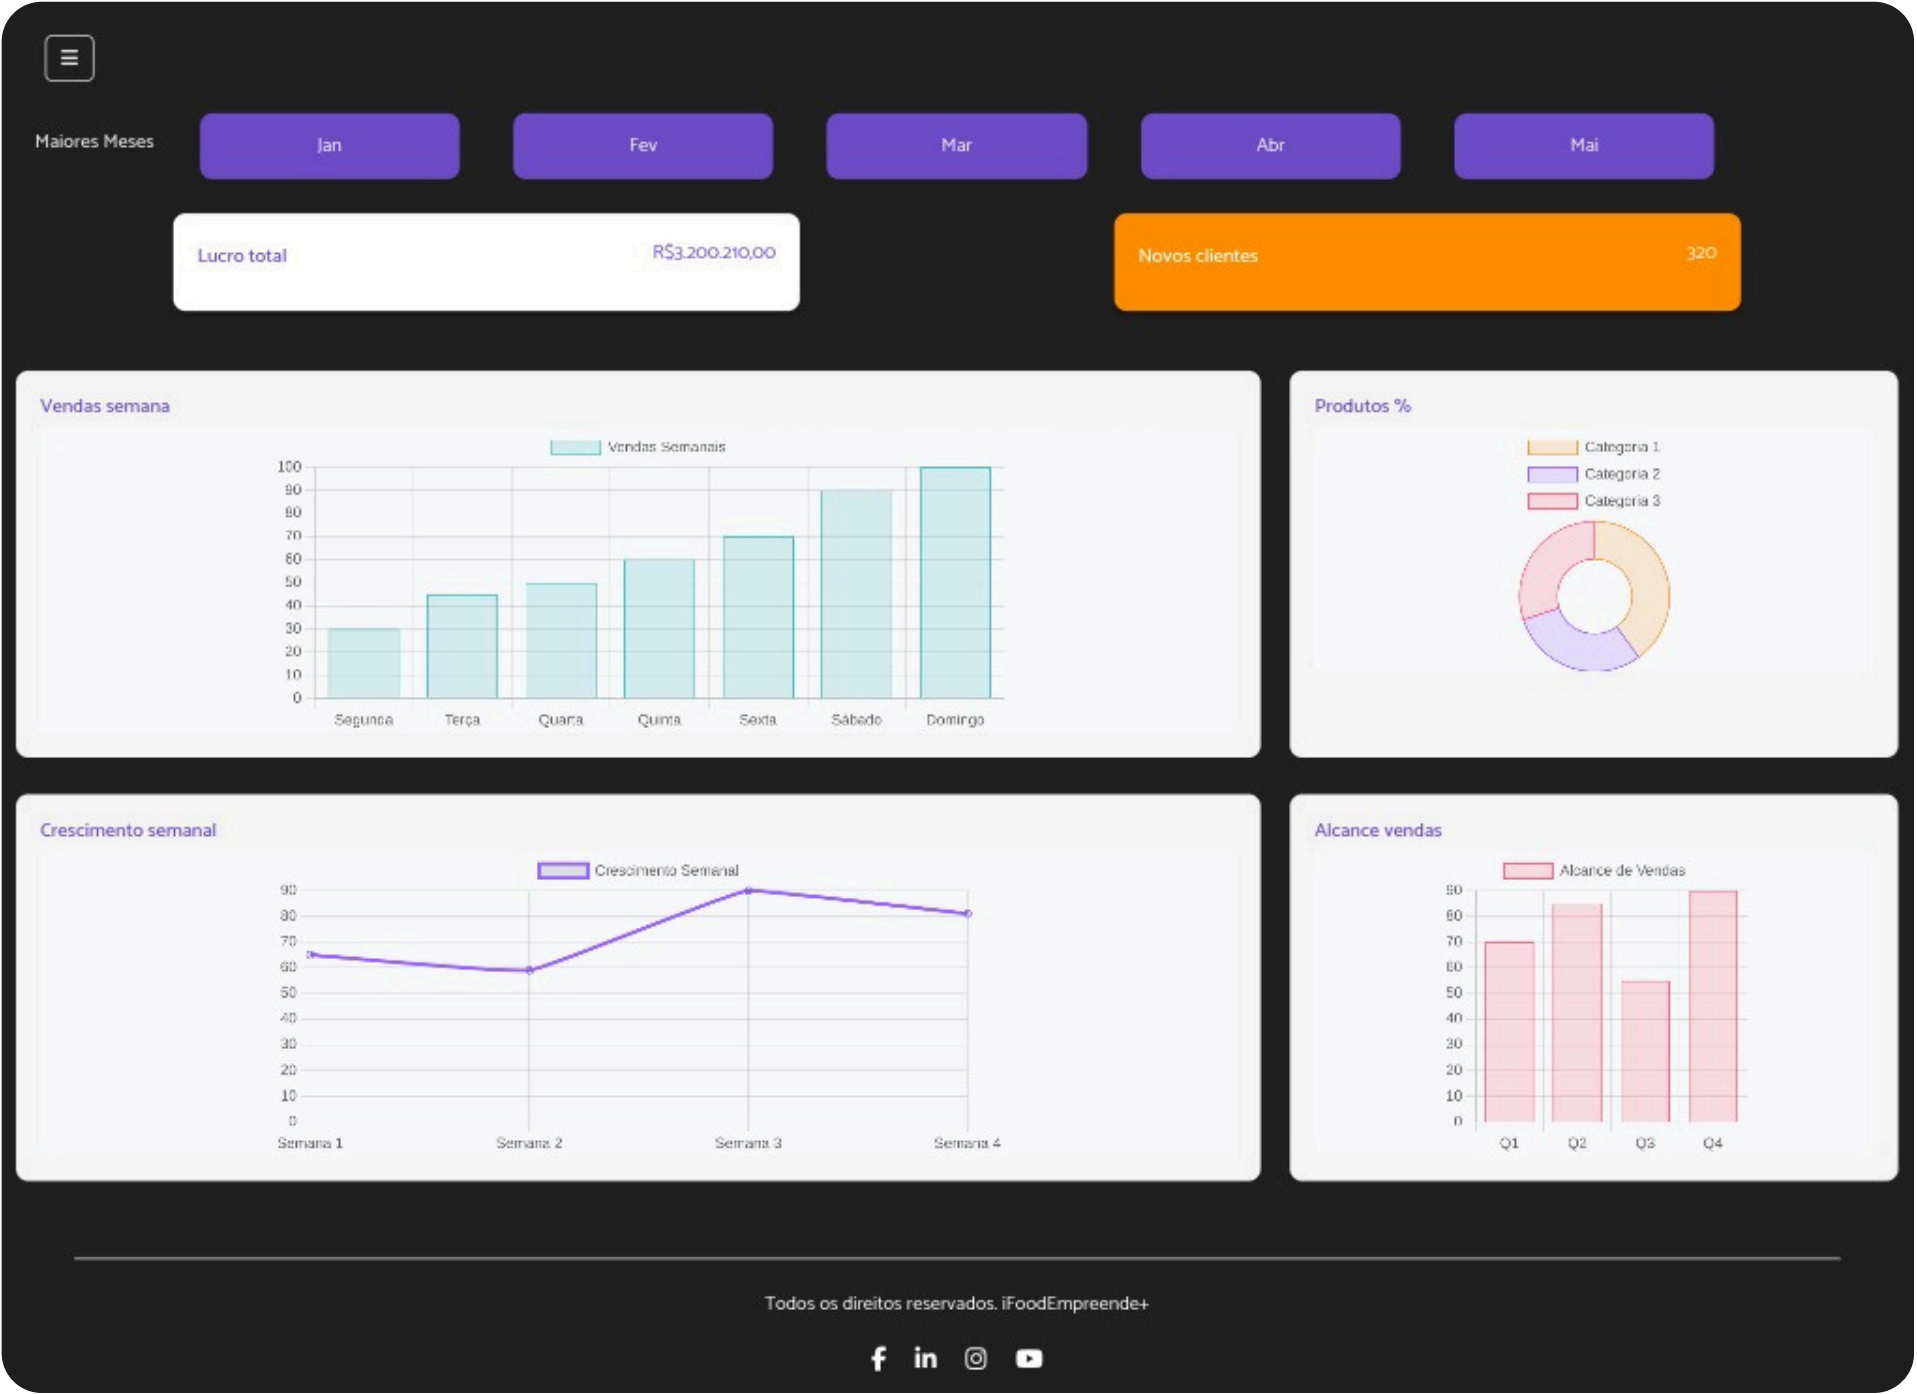 Maiores Meses Jan Fev Mar Abr Mai
Lucro total R$3.200.210,00
Novos clientes 320
Vendas semana
Vendas Semanais
100
90
80
70
60
50
40
30
20
10
0
Segunda Terça Quarta Quinta Sexta Sábado Domingo
Produtos %
Categoria 1
Categoria 2
Categoria 3
Crescimento semanal
Crescimento Semanal
90
80
70
60
50
40
30
20
10
0
Semana 1 Semana 2 Semana 3 Semana 4
Alcance vendas
Alcance de Vendas
90
80
70
60
50
40
30
20
10
0
Q1 Q2 Q3 Q4
Todos os direitos reservados. iFoodEmpreende+